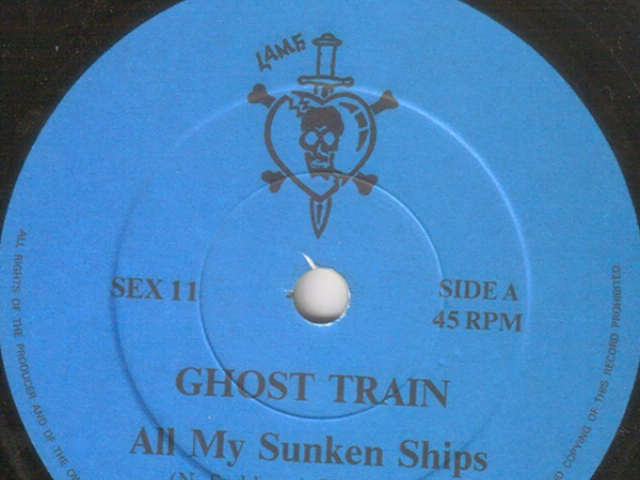 L.A.M.F.
SEX 11
SIDE A
45 RPM
GHOST TRAIN
All My Sunken Ships
ALL RIGHTS OF THE PRODUCER AND OF THE
COPYING OF THIS RECORD PROHIBITED